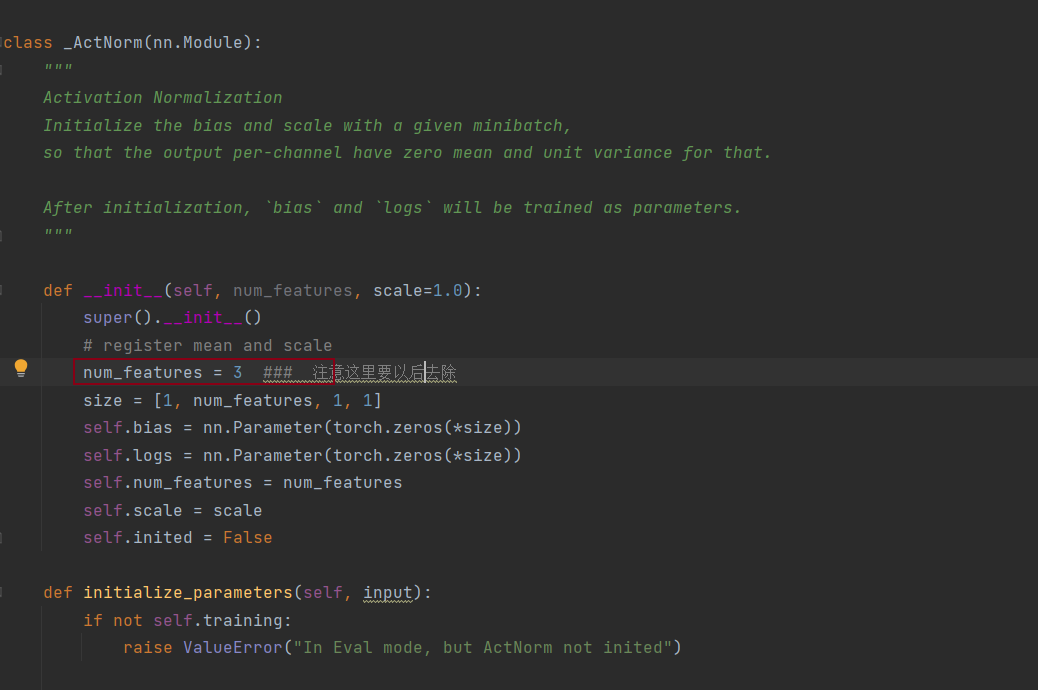 class _ActNorm(nn.Module):
"""
Activation Normalization
Initialize the bias and scale with a given minibatch,
so that the output per-channel have zero mean and unit variance for that.
After initialization, `bias` and `logs` will be trained as parameters.
"""
def __init__(self, num_features, scale=1.0):
super().__init__()
# register mean and scale
num_features = 3  ###  注意这里要以后去除
size = [1, num_features, 1, 1]
self.bias = nn.Parameter(torch.zeros(*size))
self.logs = nn.Parameter(torch.zeros(*size))
self.num_features = num_features
self.scale = scale
self.inited = False
def initialize_parameters(self, input):
if not self.training:
raise ValueError("In Eval mode, but ActNorm not inited")